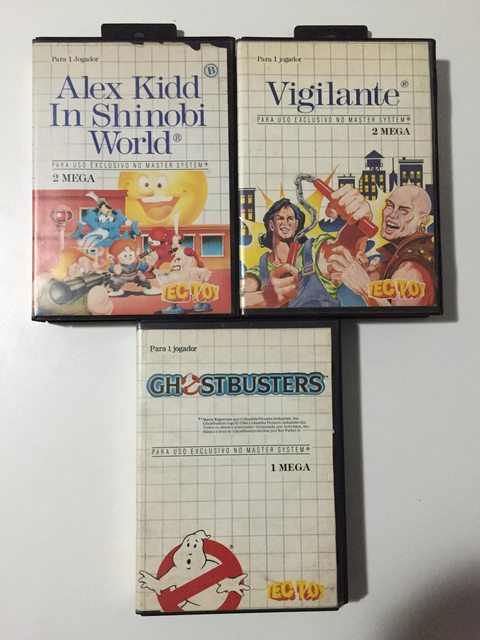 Para 1 Jogador
B
Alex Kidd
In Shinobi
World®
PARA USO EXCLUSIVO NO MASTER SYSTEM®
2 MEGA
TEC TOY
Para 1 jogador
Vigilante®
PARA USO EXCLUSIVO NO MASTER SYSTEM®
2 MEGA
TEC TOY
Para 1 jogador
GHOSTBUSTERS™
PARA USO EXCLUSIVO NO MASTER SYSTEM®
1 MEGA
TEC TOY